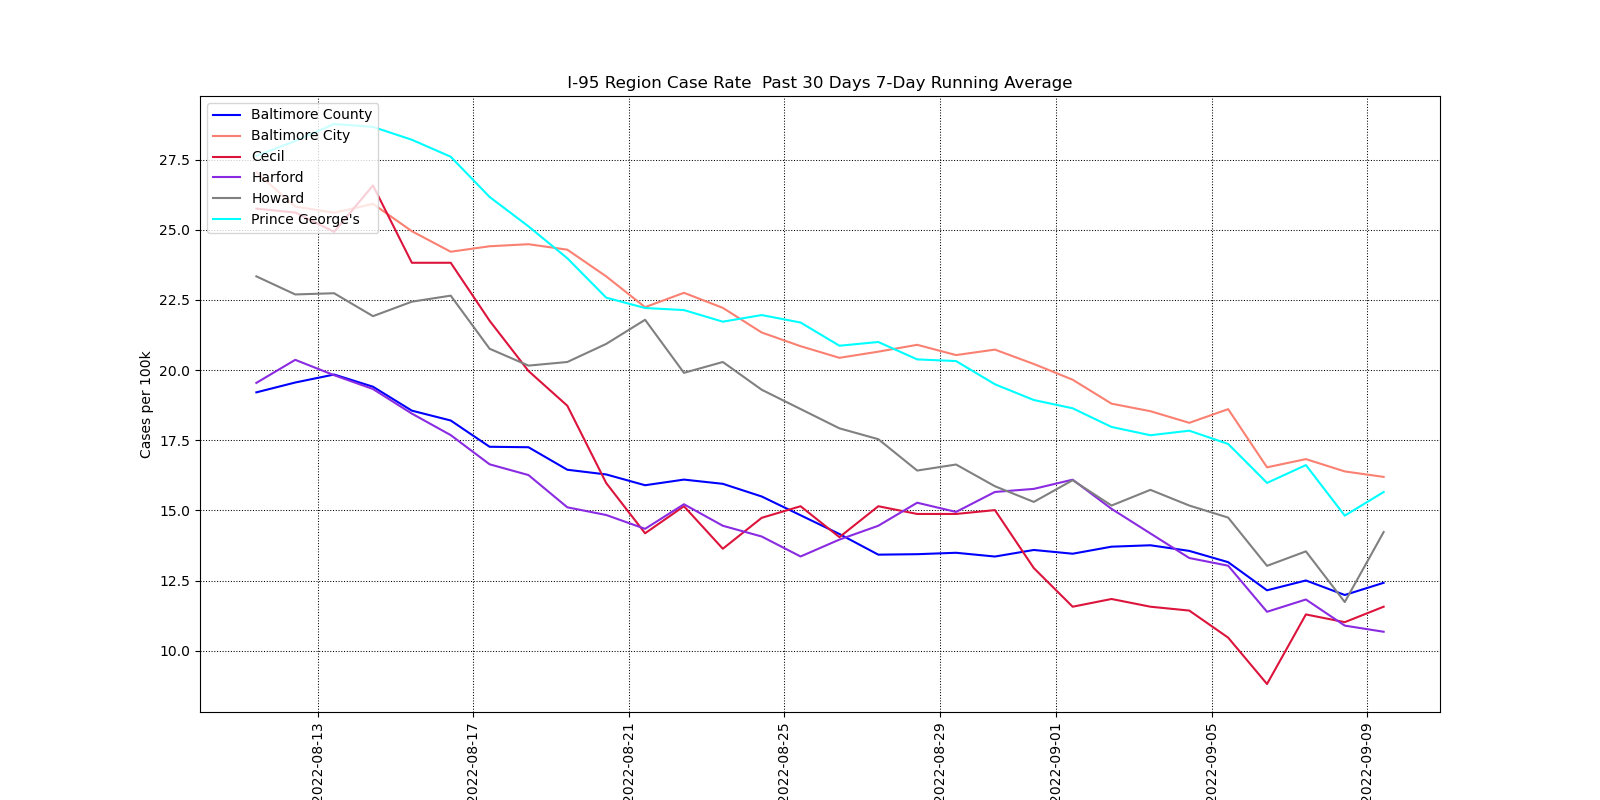 I-95 Region Case Rate  Past 30 Days 7-Day Running Average
Baltimore County
Baltimore City
Cecil
Harford
Howard
Prince George's
Cases per 100k
27.5
25.0
22.5
20.0
17.5
15.0
12.5
10.0
2022-08-13
2022-08-17
2022-08-21
2022-08-25
2022-08-29
2022-09-01
2022-09-05
2022-09-09